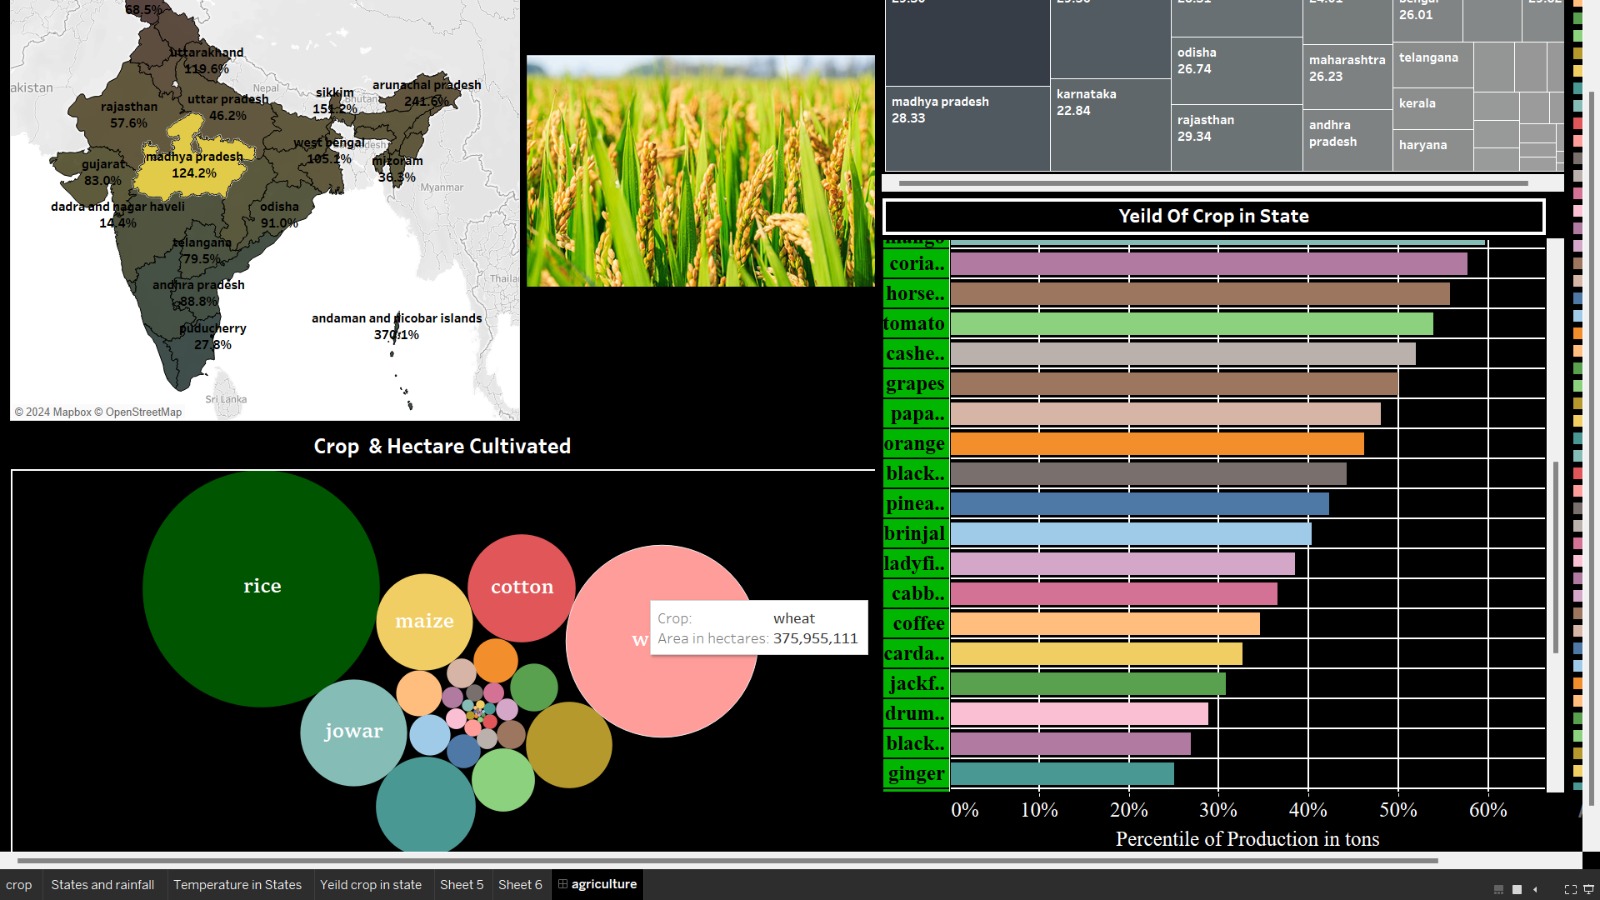 68.5%
uttarakhand
119.6%
akistan
Nepal
rajasthan
57.6%
uttar pradesh
46.2%
sikkim
151.2%
arunachal pradesh
241.6%
west bengal
105.1%
mizoram
36.3%
Myanmar
gujarat
83.0%
madhya pradesh
124.2%
dadra and nagar haveli
14.4%
odisha
91.0%
telangana
79.5%
Thaila
andhra pradesh
88.8%
puducherry
27.8%
andaman and nicobar islands
370.1%
Sri Lanka
© 2024 Mapbox © OpenStreetMap
madhya pradesh
28.33
karnataka
22.84
odisha
26.74
rajasthan
29.34
maharashtra
26.23
andhra
pradesh
26.01
telangana
kerala
haryana
Yeild Of Crop in State
mango
coria..
horse..
tomato
cashe..
grapes
papa..
orange
black..
pinea..
brinjal
ladyfi..
cabb..
coffee
carda..
jackf..
drum..
black..
ginger
0% 10% 20% 30% 40% 50% 60%
Percentile of Production in tons
Crop & Hectare Cultivated
rice
maize
cotton
w
jowar
Crop: wheat
Area in hectares: 375,955,111
crop States and rainfall Temperature in States Yeild crop in state Sheet 5 Sheet 6 agriculture